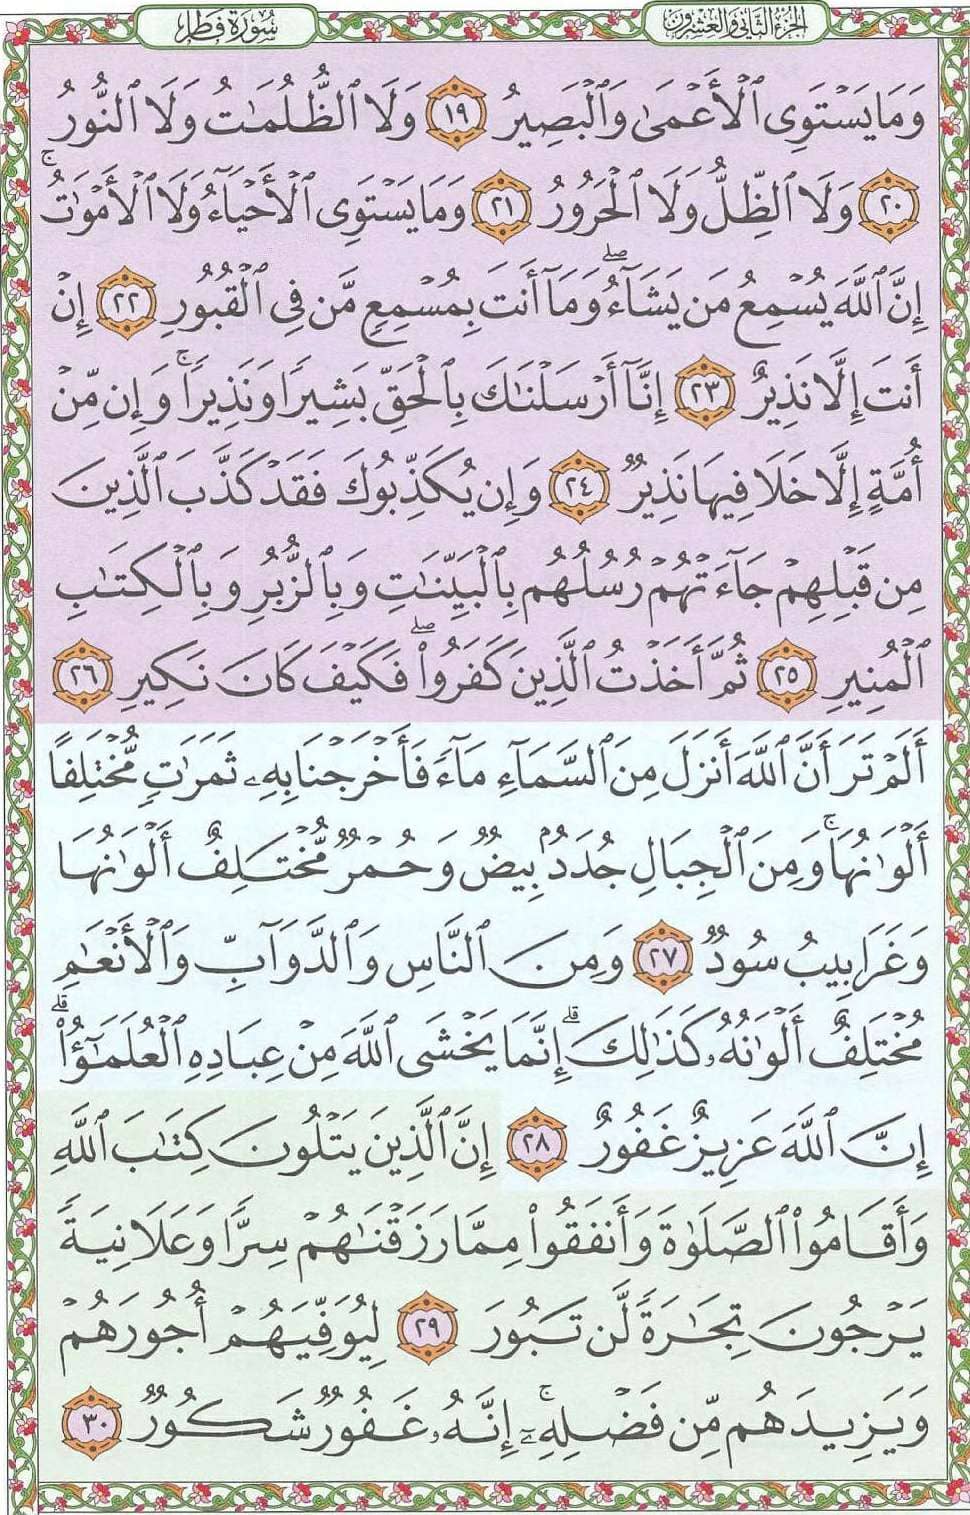 الجزء الثاني والعشرون
سورة فاطر
وَمَا يَسْتَوِى ٱلْأَعْمَىٰ وَٱلْبَصِيرُ ١٩ وَلَا ٱلظُّلُمَـٰتُ وَلَا ٱلنُّورُ
٢٠ وَلَا ٱلظِّلُّ وَلَا ٱلْحَرُورُ ٢١ وَمَا يَسْتَوِى ٱلْأَحْيَآءُ وَلَا ٱلْأَمْوَٰتُ ۚ
إِنَّ ٱللَّهَ يُسْمِعُ مَن يَشَآءُ ۖ وَمَآ أَنتَ بِمُسْمِعٍ مَّن فِى ٱلْقُبُورِ ٢٢ إِنْ
أَنتَ إِلَّا نَذِيرٌ ٢٣ إِنَّآ أَرْسَلْنَـٰكَ بِٱلْحَقِّ بَشِيرًا وَنَذِيرًا ۚ وَإِن مِّنْ
أُمَّةٍ إِلَّا خَلَا فِيهَا نَذِيرٌ ٢٤ وَإِن يُكَذِّبُوكَ فَقَدْ كَذَّبَ ٱلَّذِينَ
مِن قَبْلِهِمْ جَآءَتْهُمْ رُسُلُهُم بِٱلْبَيِّنَـٰتِ وَبِٱلزُّبُرِ وَبِٱلْكِتَـٰبِ
ٱلْمُنِيرِ ٢٥ ثُمَّ أَخَذْتُ ٱلَّذِينَ كَفَرُوا۟ ۖ فَكَيْفَ كَانَ نَكِيرِ ٢٦
أَلَمْ تَرَ أَنَّ ٱللَّهَ أَنزَلَ مِنَ ٱلسَّمَآءِ مَآءً فَأَخْرَجْنَا بِهِۦ ثَمَرَٰتٍ مُّخْتَلِفًا
أَلْوَٰنُهَا ۚ وَمِنَ ٱلْجِبَالِ جُدَدٌۢ بِيضٌ وَحُمْرٌ مُّخْتَلِفٌ أَلْوَٰنُهَا
وَغَرَابِيبُ سُودٌ ٢٧ وَمِنَ ٱلنَّاسِ وَٱلدَّوَآبِّ وَٱلْأَنْعَـٰمِ
مُخْتَلِفٌ أَلْوَٰنُهُۥ كَذَٰلِكَ ۗ إِنَّمَا يَخْشَى ٱللَّهَ مِنْ عِبَادِهِ ٱلْعُلَمَـٰٓؤُا۟ ۗ
إِنَّ ٱللَّهَ عَزِيزٌ غَفُورٌ ٢٨ إِنَّ ٱلَّذِينَ يَتْلُونَ كِتَـٰبَ ٱللَّهِ
وَأَقَامُوا۟ ٱلصَّلَوٰةَ وَأَنفَقُوا۟ مِمَّا رَزَقْنَـٰهُمْ سِرًّا وَعَلَانِيَةً
يَرْجُونَ تِجَـٰرَةً لَّن تَبُورَ ٢٩ لِيُوَفِّيَهُمْ أُجُورَهُمْ
وَيَزِيدَهُم مِّن فَضْلِهِۦٓ ۚ إِنَّهُۥ غَفُورٌ شَكُورٌ ٣٠